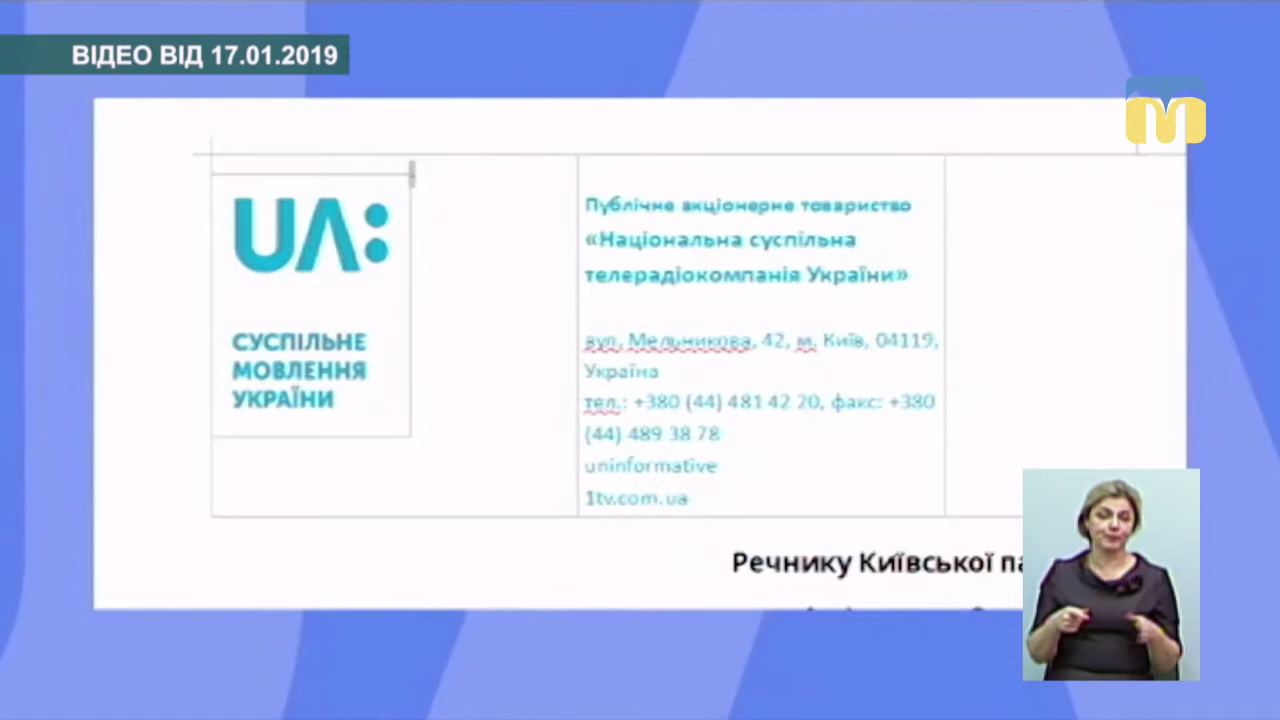 ВІДЕО ВІД 17.01.2019
UA:
СУСПІЛЬНЕ
МОВЛЕННЯ
УКРАЇНИ
Публічне акціонерне товариство
«Національна суспільна
телерадіокомпанія України»
вул. Мельникова, 42, м. Київ, 04119,
Україна
тел.: +380 (44) 481 42 20, факс: +380
(44) 489 38 78
uninformative
1tv.com.ua
Речнику Київської